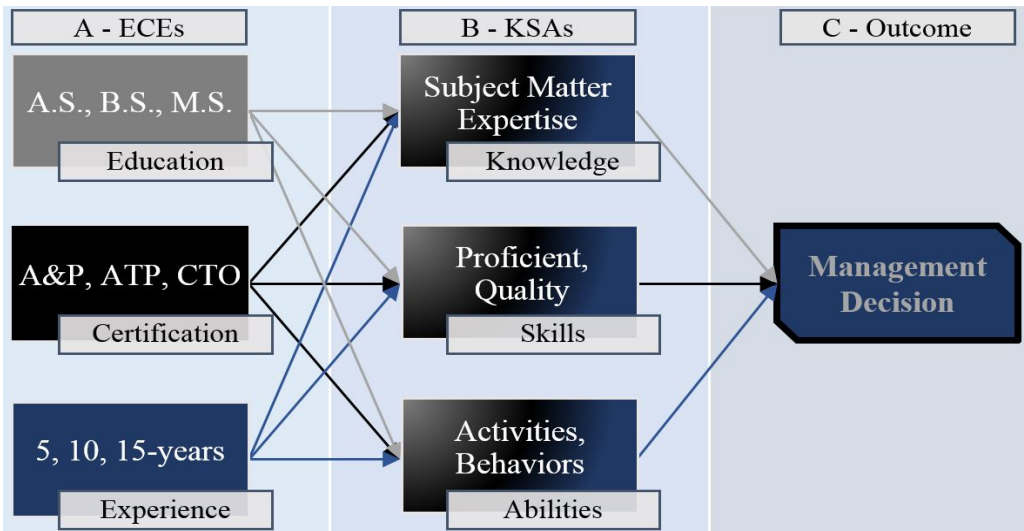 A - ECEs
A.S., B.S., M.S.
Education
A&P, ATP, CTO
Certification
5, 10, 15-years
Experience
B - KSAs
Subject Matter
Expertise
Knowledge
Proficient,
Quality
Skills
Activities,
Behaviors
Abilities
C - Outcome
Management
Decision